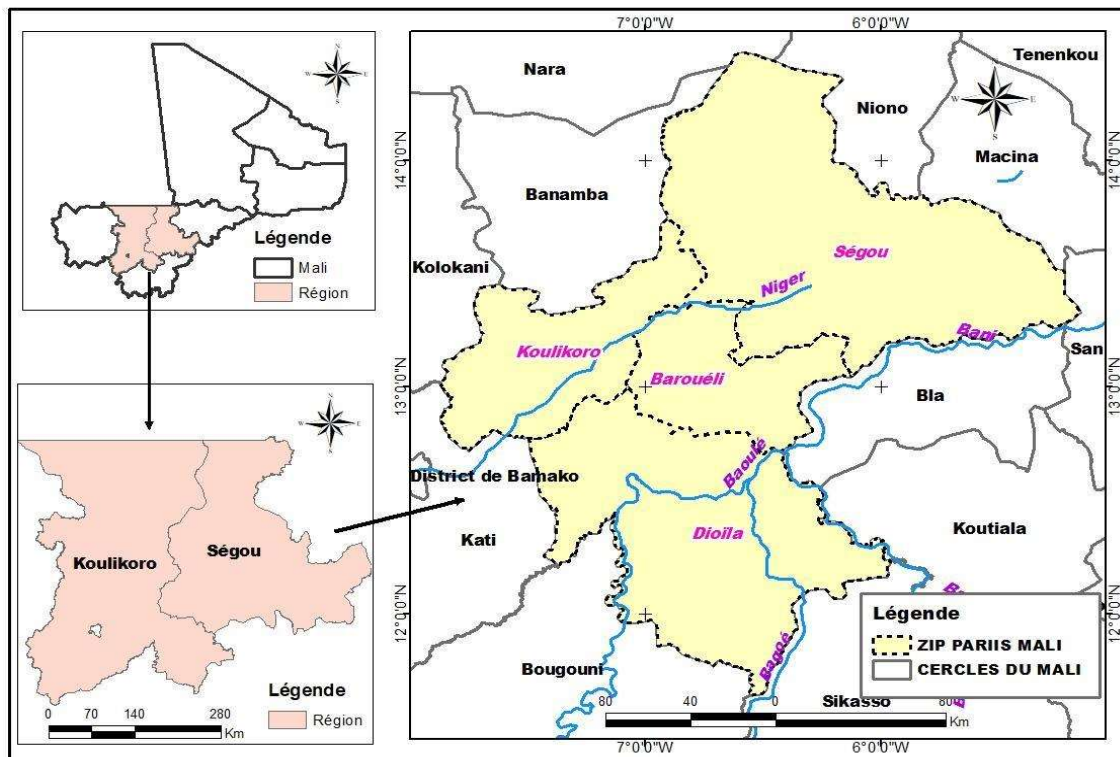 N
W
E
S
Légende
Mali
Région
N
W
E
S
Koulikoro
Ségou
Légende
Région
0 70 140 280
Km
7°0'0"W 6°0'0"W
14°0'0"N
13°0'0"N
12°0'0"N
14°0'0"N
13°0'0"N
12°0'0"N
N
W
E
S
Nara
Tenenkou
Niono
Macina
Banamba
Kolokani
Ségou
Niger
Koulikoro
Bani
San
Barouéli
Bla
Baoulé
District de Bamako
Dioïla
Koutiala
Kati
Bagoé
Bougouni
Sikasso
Légende
ZIP PARIIS MALI
CERCLES DU MALI
80 40 0 80
Km
7°0'0"W 6°0'0"W